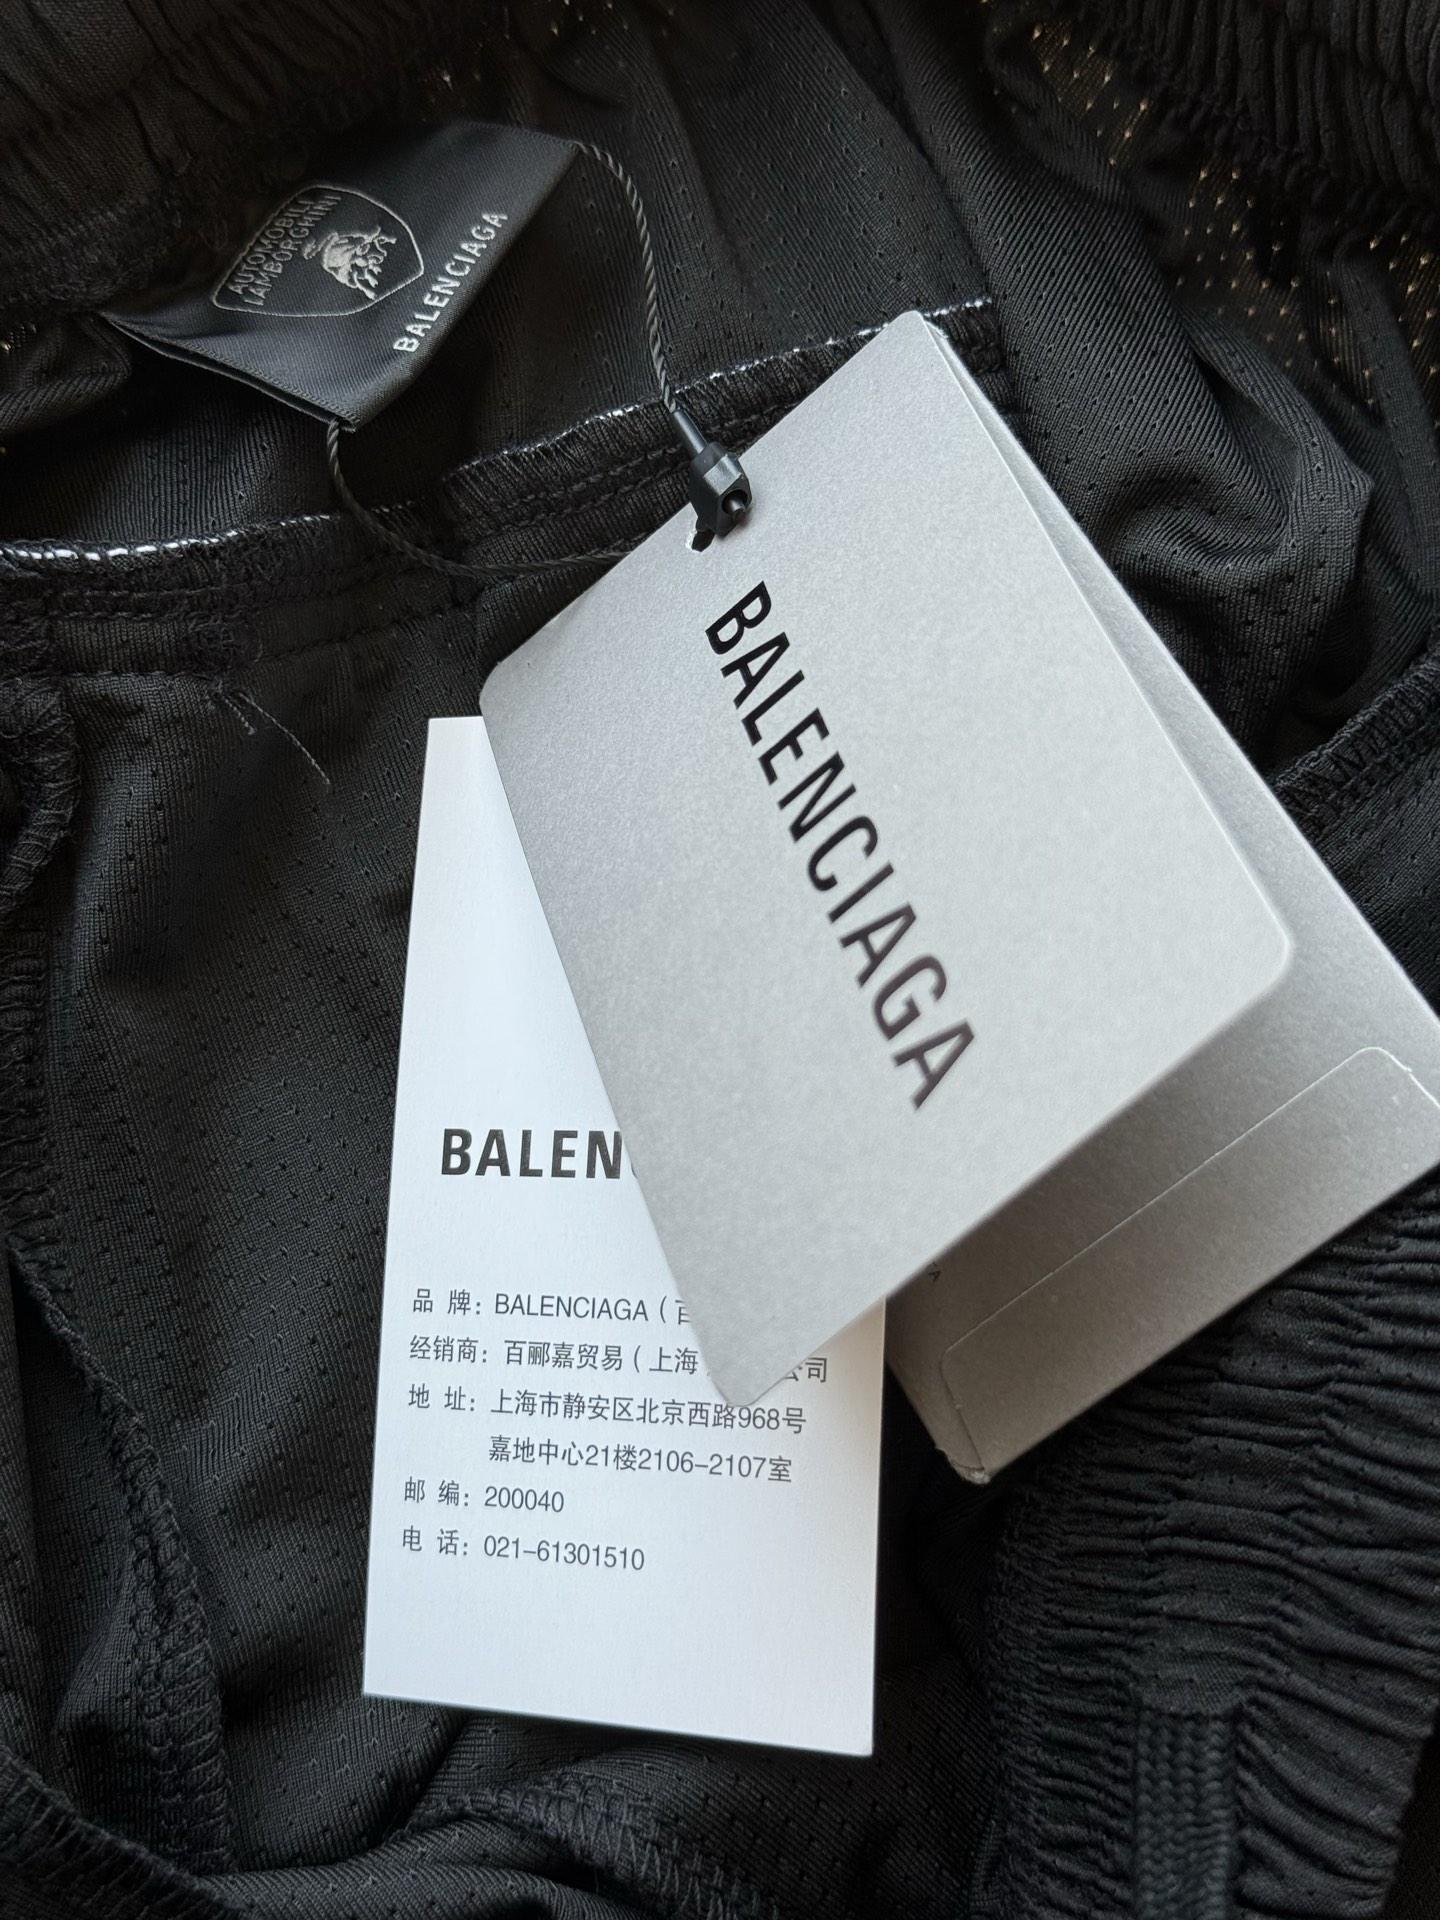 AUTOMOBILI
LAMBORGHINI
BALENCIAGA
BALENCIAGA
BALEN
品 牌：BALENCIAGA（百
经销商：百郦嘉贸易（上海 公司
地 址：上海市静安区北京西路968号
嘉地中心21楼2106-2107室
邮 编：200040
电 话：021-61301510